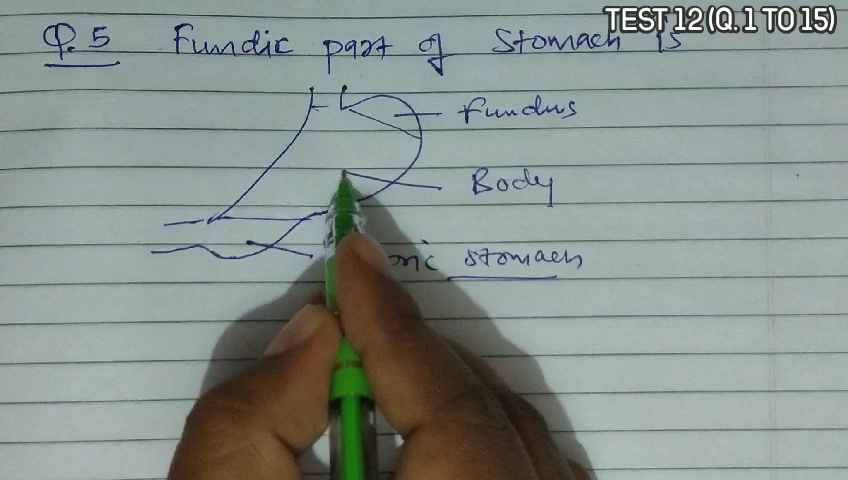 TEST 12 (Q. 1 TO 15)
Q.5 Fundic part of Stomach is
Fundus
Body
stomach